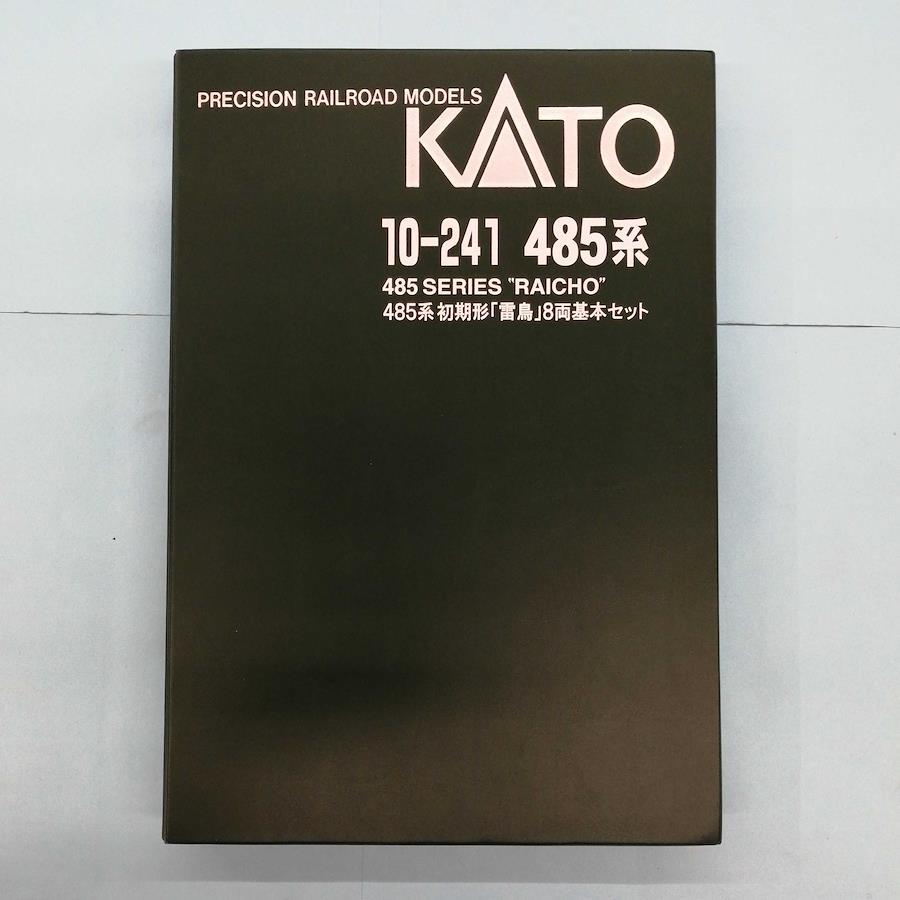 PRECISION RAILROAD MODELS
KATO
10-241 485系
485 SERIES "RAICHO"
485系初期形「雷鳥」8両基本セット